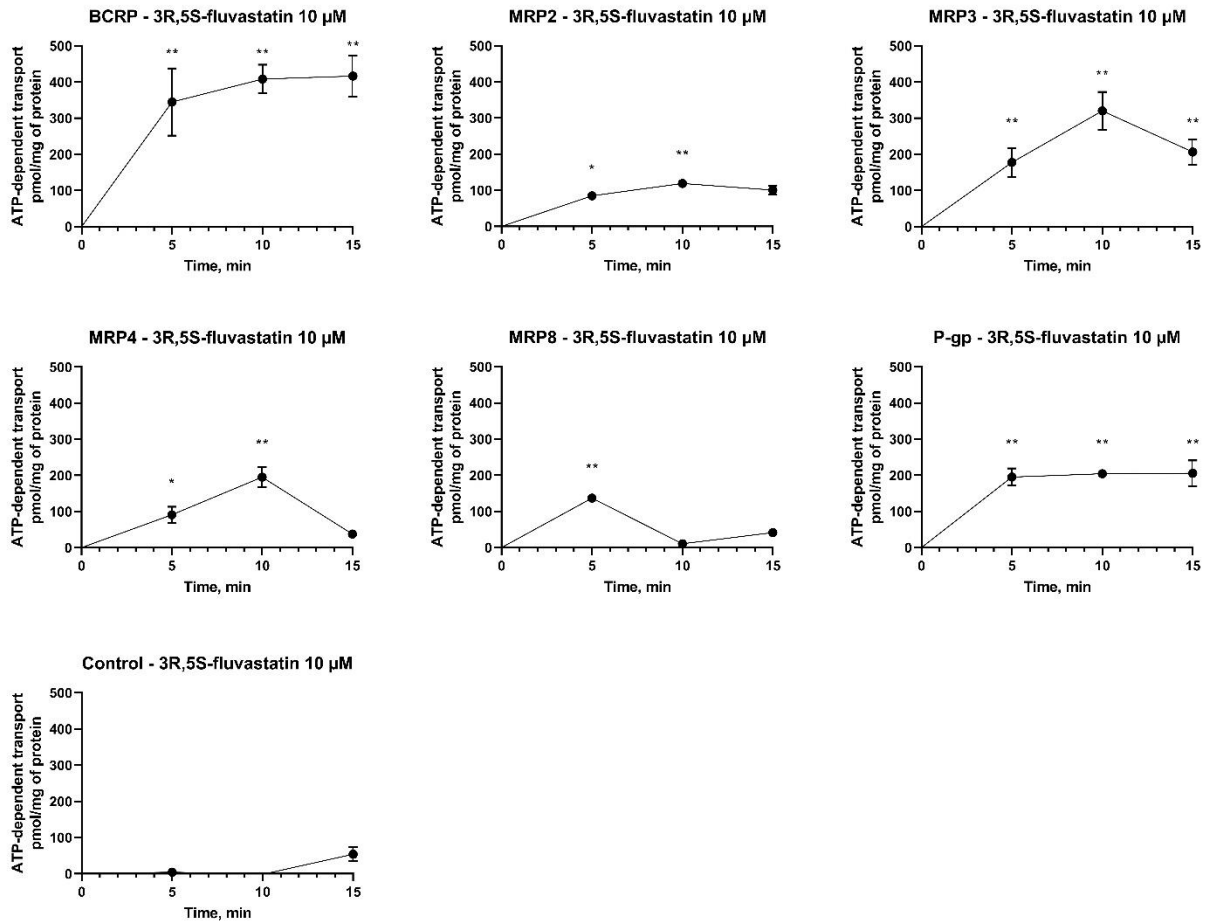 BCRP - 3R,5S-fluvastatin 10 µM
ATP-dependent transport
pmol/mg of protein
500
400
300
200
100
0
** ** **
0 5 10 15
Time, min
MRP2 - 3R,5S-fluvastatin 10 µM
ATP-dependent transport
pmol/mg of protein
500
400
300
200
100
0
* **
0 5 10 15
Time, min
MRP3 - 3R,5S-fluvastatin 10 µM
ATP-dependent transport
pmol/mg of protein
500
400
300
200
100
0
** ** **
0 5 10 15
Time, min
MRP4 - 3R,5S-fluvastatin 10 µM
ATP-dependent transport
pmol/mg of protein
500
400
300
200
100
0
* **
0 5 10 15
Time, min
MRP8 - 3R,5S-fluvastatin 10 µM
ATP-dependent transport
pmol/mg of protein
500
400
300
200
100
0
**
0 5 10 15
Time, min
P-gp - 3R,5S-fluvastatin 10 µM
ATP-dependent transport
pmol/mg of protein
500
400
300
200
100
0
** ** **
0 5 10 15
Time, min
Control - 3R,5S-fluvastatin 10 µM
ATP-dependent transport
pmol/mg of protein
500
400
300
200
100
0
0 5 10 15
Time, min